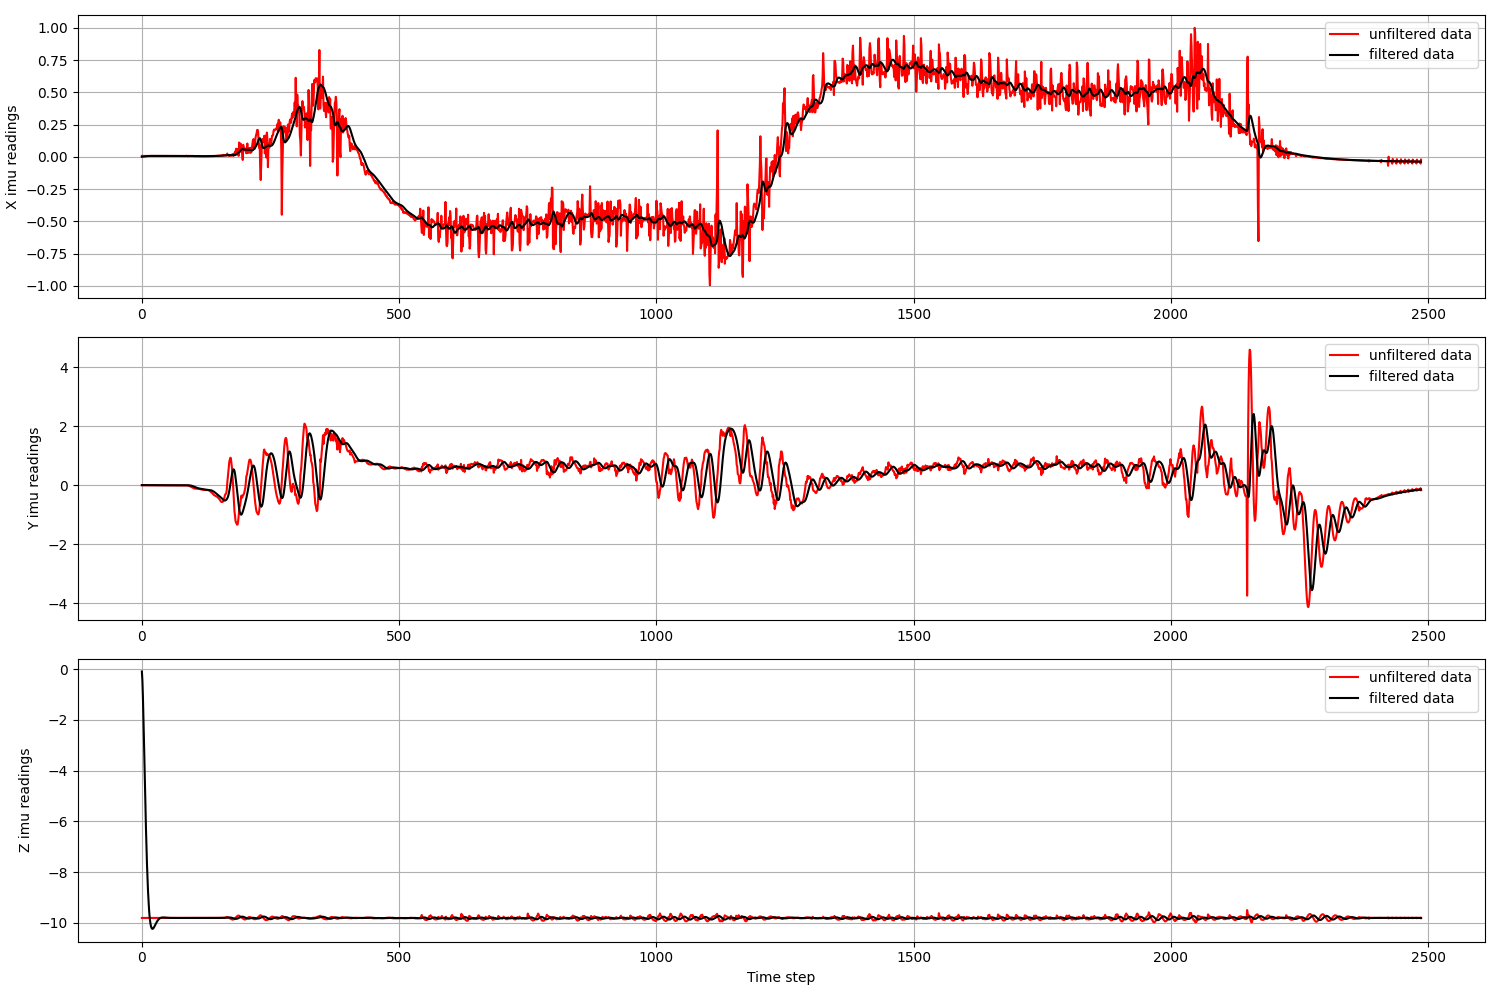 1.00
0.75
0.50
0.25
0.00
−0.25
−0.50
−0.75
−1.00
X imu readings
unfiltered data
filtered data
0 500 1000 1500 2000 2500
4
2
0
−2
−4
Y imu readings
unfiltered data
filtered data
0 500 1000 1500 2000 2500
0
−2
−4
−6
−8
−10
Z imu readings
unfiltered data
filtered data
0 500 1000 1500 2000 2500
Time step